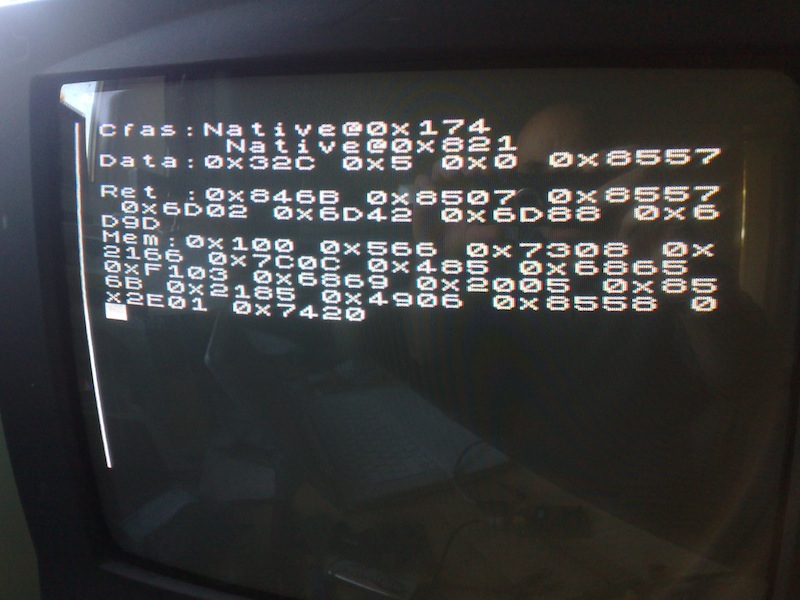 Cfas:Native@0x174
Native@0x821
Data:0x32C 0x5 0x0 0x8557
Ret :0x846B 0x8507 0x8557
0x6D02 0x6D42 0x6D88 0x6
D9D
Mem:0x100 0x566 0x7308 0x
2166 0x7C0C 0x485 0x6865
0xF103 0x6869 0x2005 0x85
6B 0x2185 0x4906 0x8558 0
x2E01 0x7420